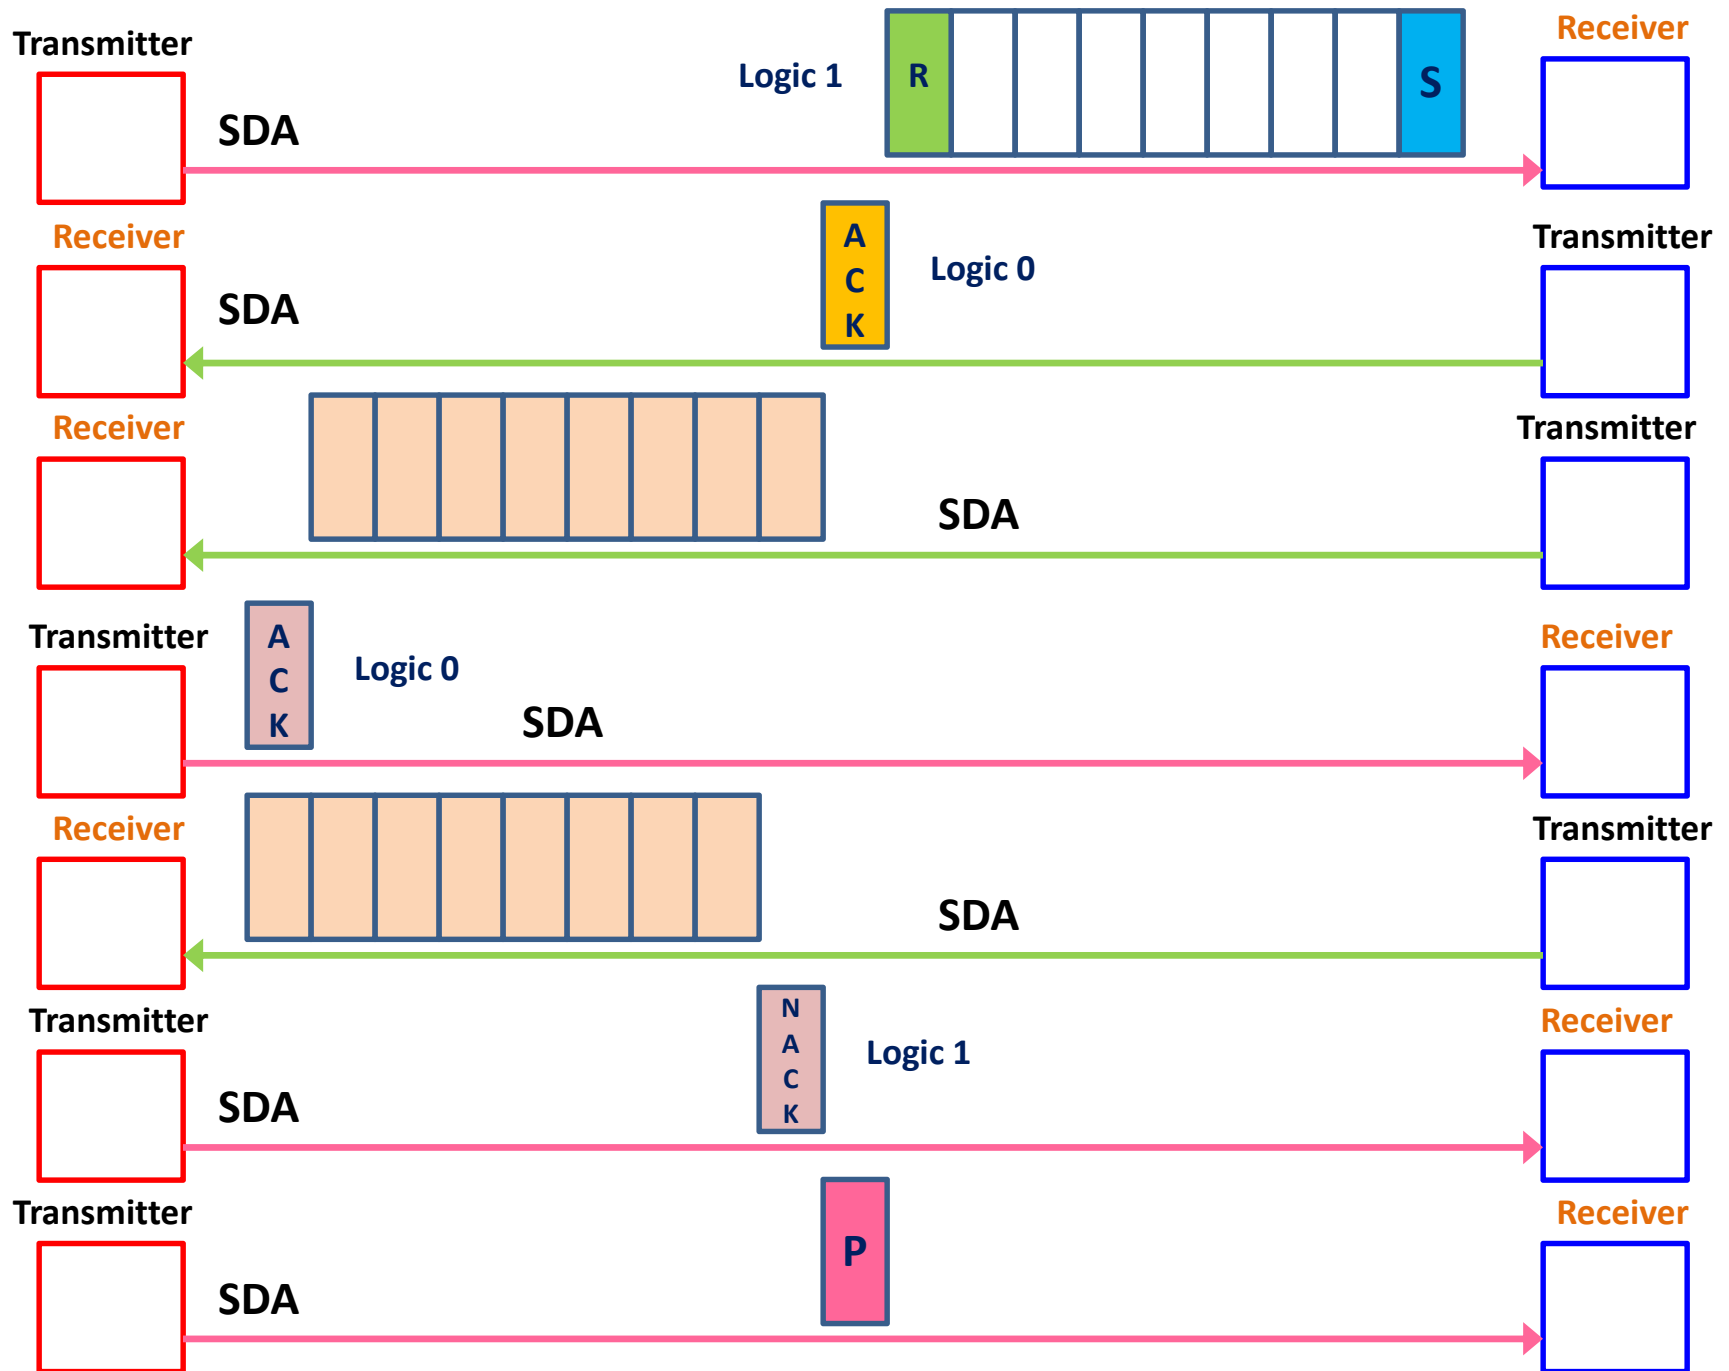 Transmitter
Receiver
Logic 1
R
S
SDA
Receiver
Transmitter
A
C
K
Logic 0
SDA
Receiver
Transmitter
SDA
Transmitter
Receiver
A
C
K
Logic 0
SDA
Receiver
Transmitter
SDA
Transmitter
Receiver
N
A
C
K
Logic 1
SDA
Transmitter
Receiver
P
SDA